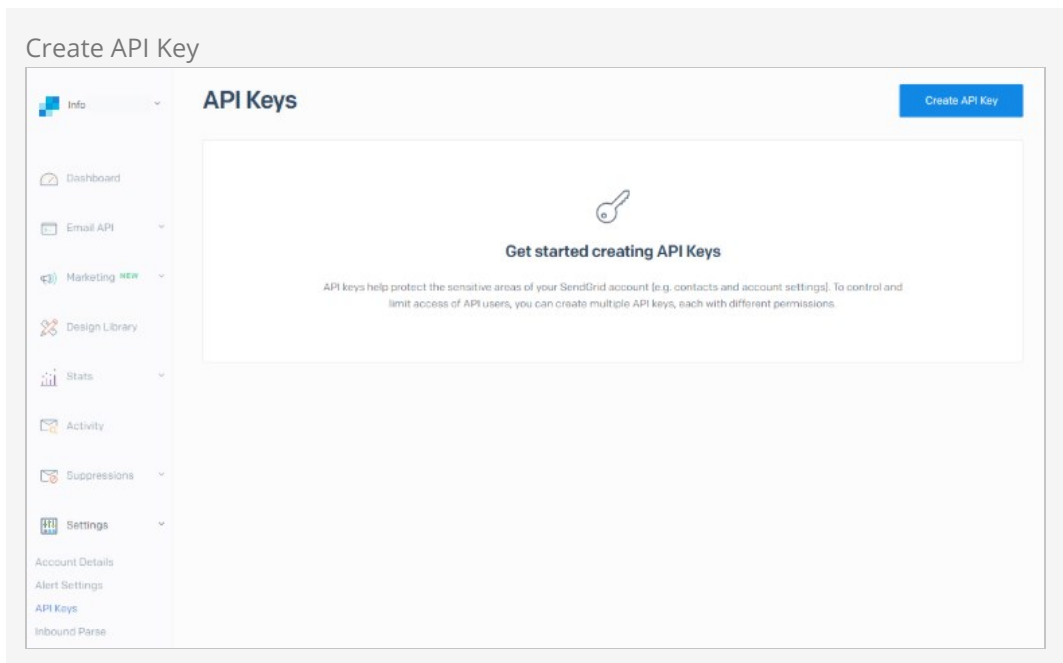 Create API Key
Info
API Keys
Create API Key
Dashboard
Email API
Marketing NEW
Design Library
Stats
Activity
Suppressions
Settings
Account Details
Alert Settings
API Keys
Inbound Parse
Get started creating API Keys
API keys help protect the sensitive areas of your SendGrid account (e.g. contacts and account settings). To control and
limit access of API users, you can create multiple API keys, each with different permissions.